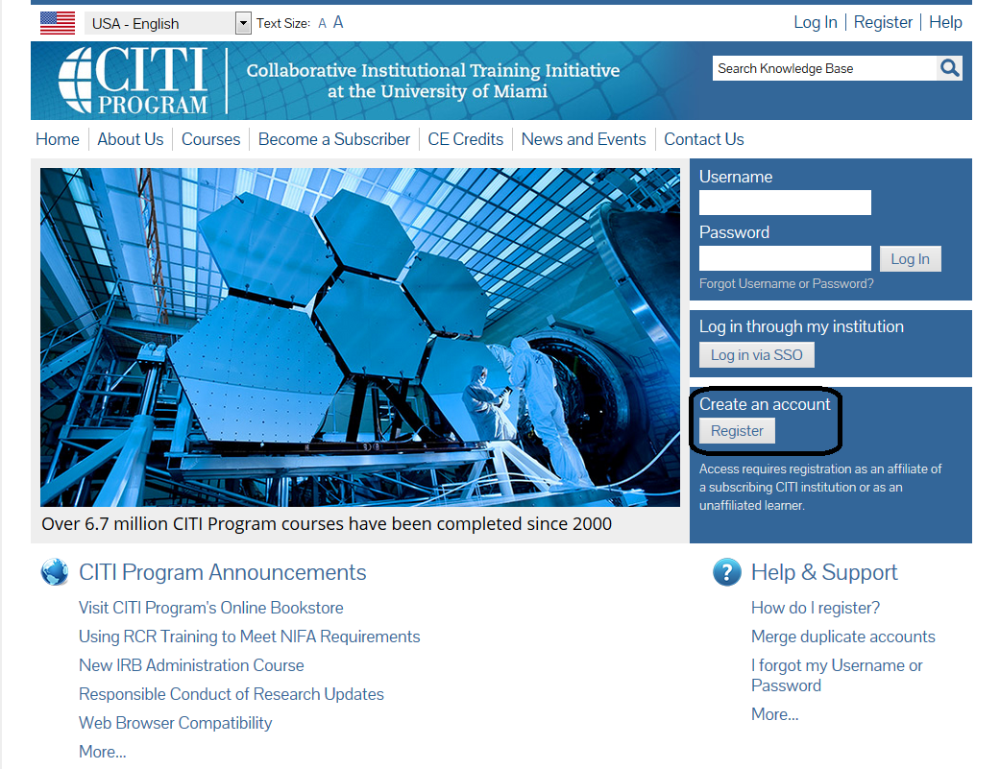 USA - English
Text Size: A A
Log In | Register | Help
CITI
PROGRAM
Collaborative Institutional Training Initiative
at the University of Miami
Search Knowledge Base
Home
About Us
Courses
Become a Subscriber
CE Credits
News and Events
Contact Us
Username
Password
Log In
Forgot Username or Password?
Log in through my institution
Log in via SSO
Create an account
Register
Access requires registration as an affiliate of
a subscribing CITI institution or as an
unaffiliated learner.
Over 6.7 million CITI Program courses have been completed since 2000
CITI Program Announcements
Visit CITI Program's Online Bookstore
Using RCR Training to Meet NIFA Requirements
New IRB Administration Course
Responsible Conduct of Research Updates
Web Browser Compatibility
More...
? Help & Support
How do I register?
Merge duplicate accounts
I forgot my Username or
Password
More...